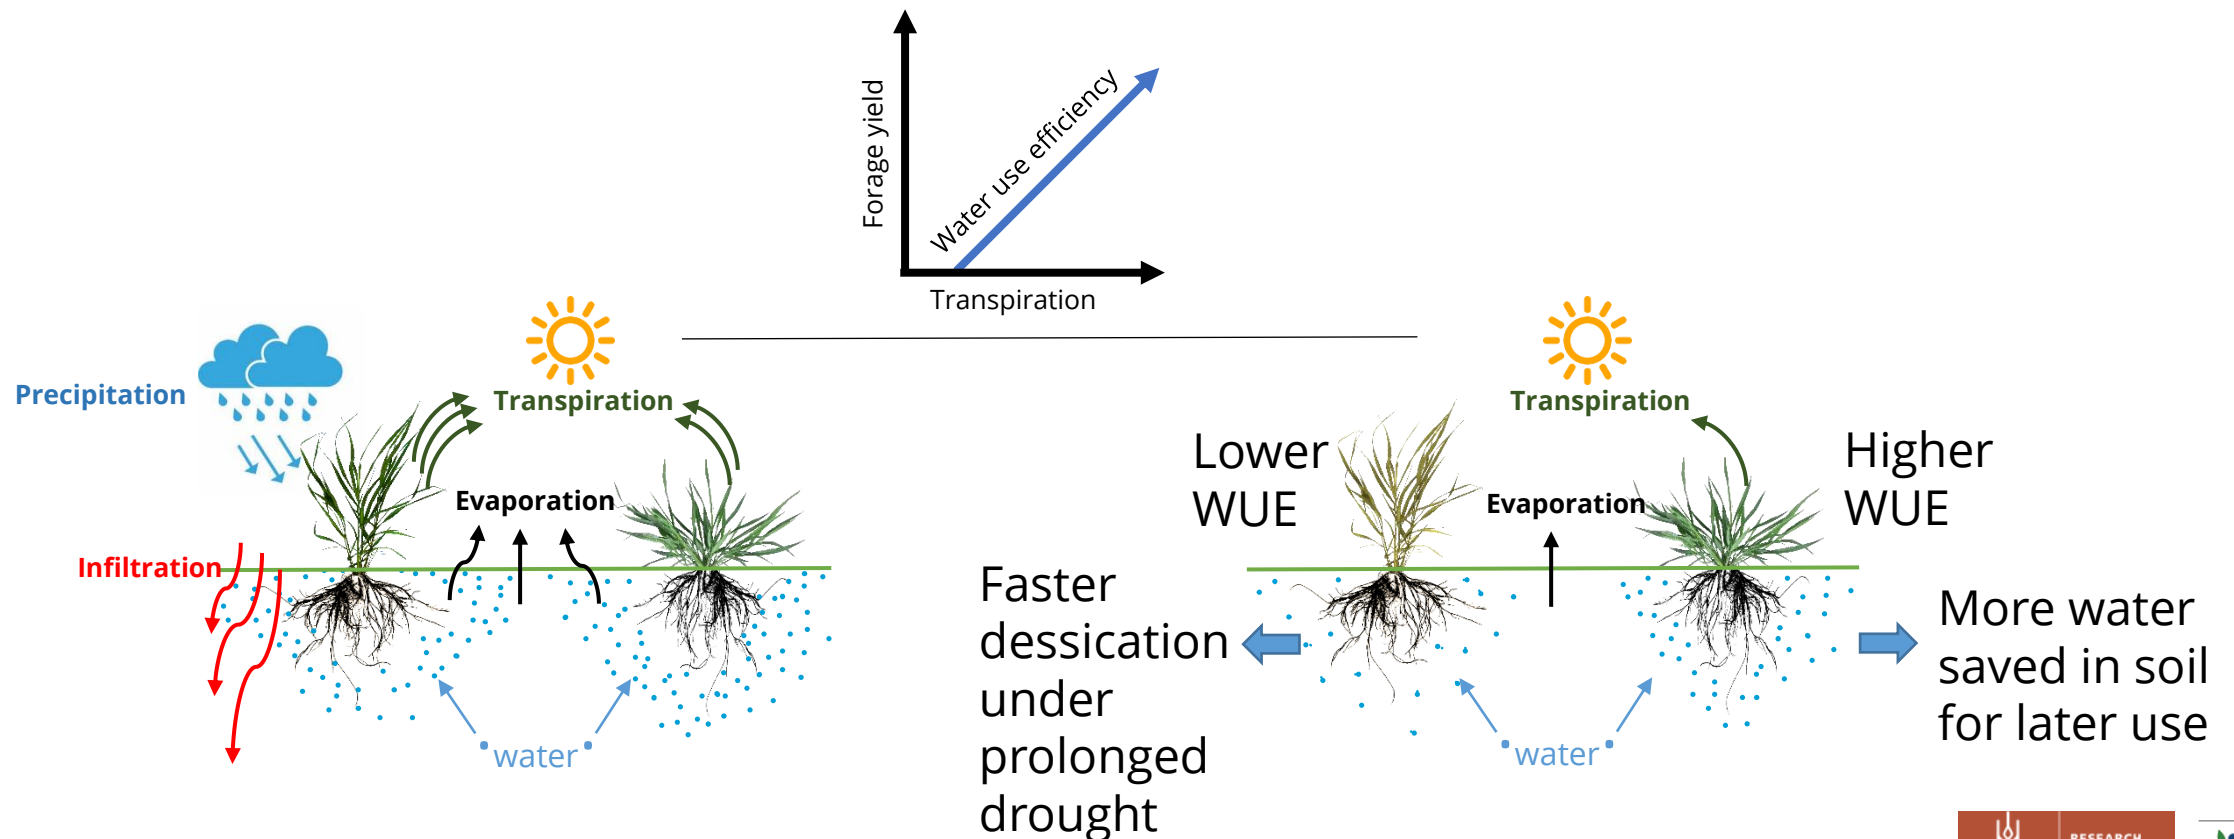 Forage yield
Water use efficiency
Transpiration
Precipitation
Transpiration
Evaporation
Infiltration
water
Transpiration
Lower
WUE
Evaporation
Higher
WUE
Faster
dessication
under
prolonged
drought
water
More water
saved in soil
for later use
RESEARCH